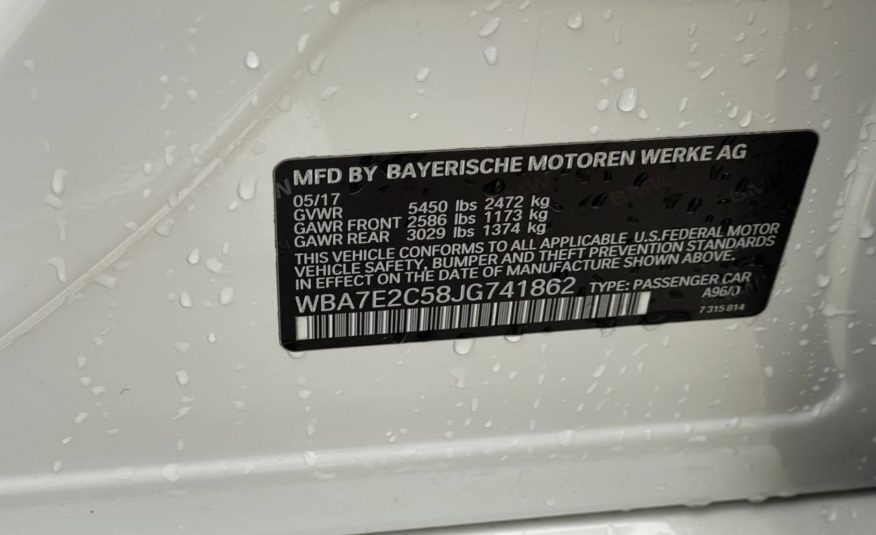 MFD BY BAYERISCHE MOTOREN WERKE AG
05/17
GVWR 5450 lbs 2472 kg
GAWR FRONT 2586 lbs 1173 kg
GAWR REAR 3029 lbs 1374 kg
THIS VEHICLE CONFORMS TO ALL APPLICABLE U.S.FEDERAL MOTOR
VEHICLE SAFETY, BUMPER AND THEFT PREVENTION STANDARDS
IN EFFECT ON THE DATE OF MANUFACTURE SHOWN ABOVE.
WBA7E2C58JG741862 TYPE: PASSENGER CAR
A96/D
7 315 814